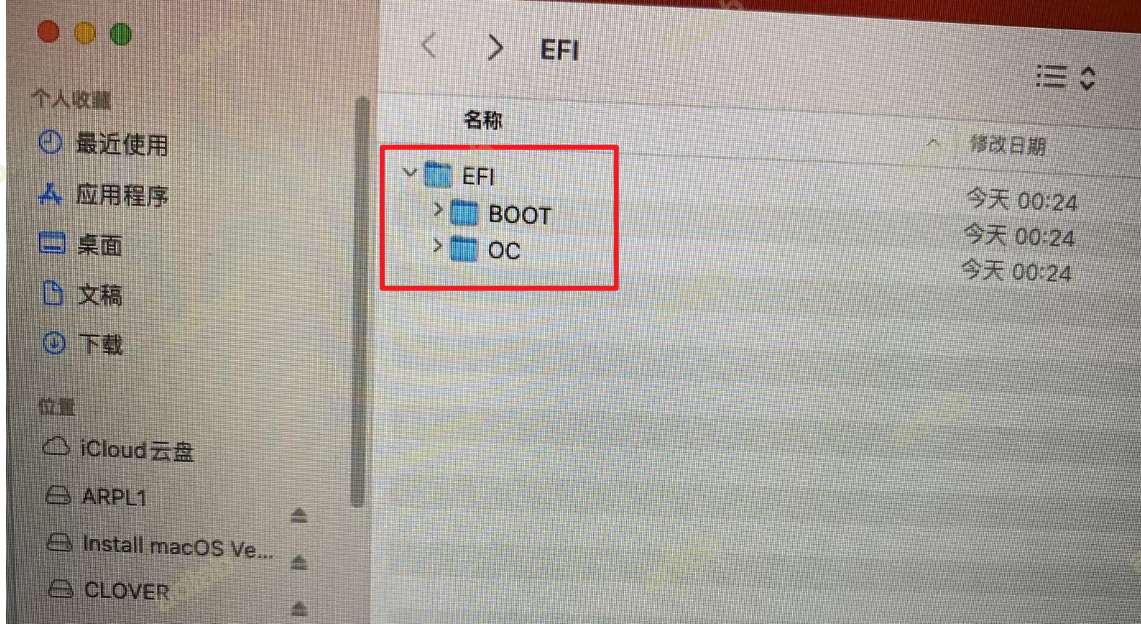 EFI
个人收藏
最近使用
应用程序
桌面
文稿
下载
位置
iCloud云盘
ARPL1
Install macOS Ve...
CLOVER
名称
修改日期
EFI
今天 00:24
BOOT
今天 00:24
OC
今天 00:24